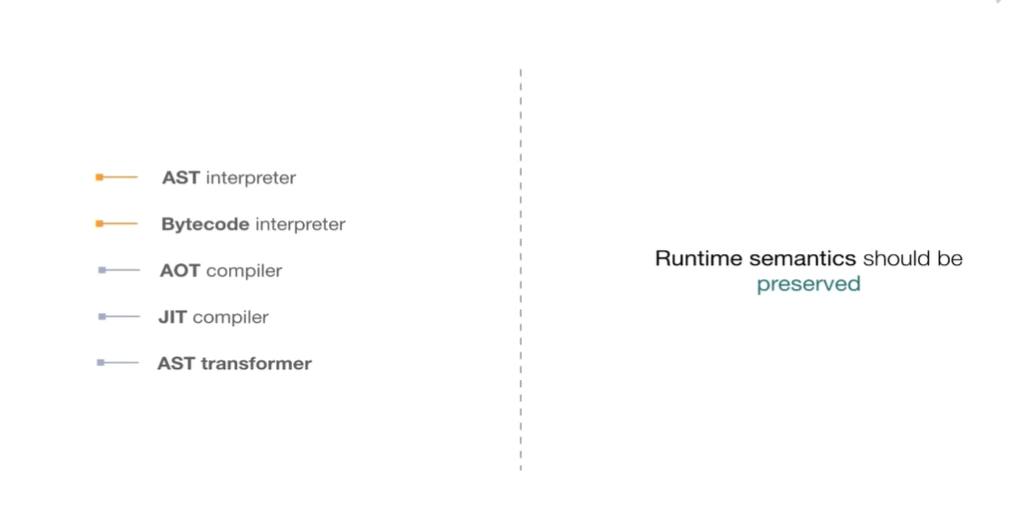 AST interpreter
Bytecode interpreter
AOT compiler
JIT compiler
AST transformer
Runtime semantics should be
preserved